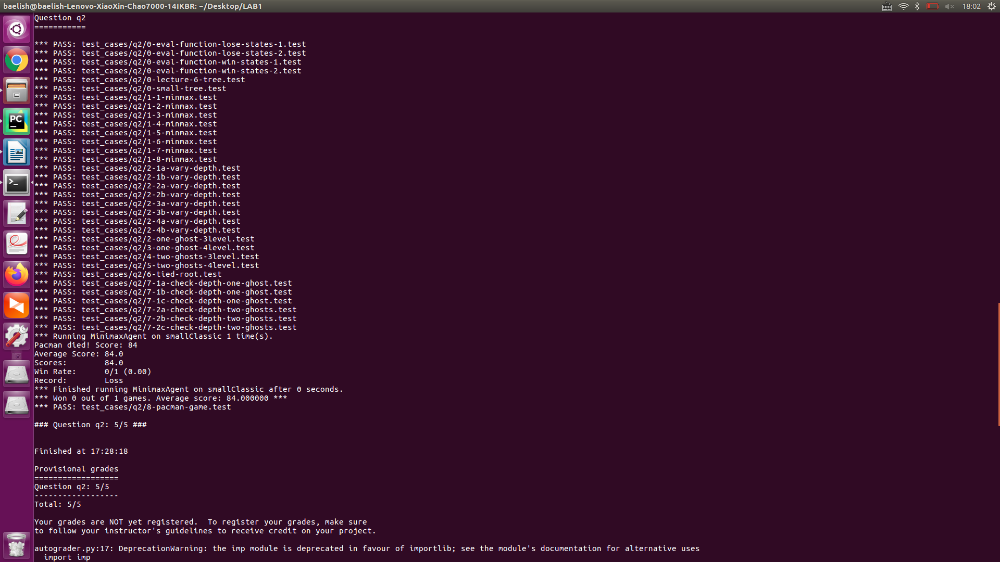 baelish@baelish-Lenovo-XiaoXin-Chao7000-14IKBR: ~/Desktop/LAB1
18:02
Question q2
===========
*** PASS: test_cases/q2/0-eval-function-lose-states-1.test
*** PASS: test_cases/q2/0-eval-function-lose-states-2.test
*** PASS: test_cases/q2/0-eval-function-win-states-1.test
*** PASS: test_cases/q2/0-eval-function-win-states-2.test
*** PASS: test_cases/q2/0-lecture-6-tree.test
*** PASS: test_cases/q2/0-small-tree.test
*** PASS: test_cases/q2/1-1-minmax.test
*** PASS: test_cases/q2/1-2-minmax.test
*** PASS: test_cases/q2/1-3-minmax.test
*** PASS: test_cases/q2/1-4-minmax.test
*** PASS: test_cases/q2/1-5-minmax.test
*** PASS: test_cases/q2/1-6-minmax.test
*** PASS: test_cases/q2/1-7-minmax.test
*** PASS: test_cases/q2/1-8-minmax.test
*** PASS: test_cases/q2/2-1a-vary-depth.test
*** PASS: test_cases/q2/2-1b-vary-depth.test
*** PASS: test_cases/q2/2-2a-vary-depth.test
*** PASS: test_cases/q2/2-2b-vary-depth.test
*** PASS: test_cases/q2/2-3a-vary-depth.test
*** PASS: test_cases/q2/2-3b-vary-depth.test
*** PASS: test_cases/q2/2-4a-vary-depth.test
*** PASS: test_cases/q2/2-4b-vary-depth.test
*** PASS: test_cases/q2/2-one-ghost-3level.test
*** PASS: test_cases/q2/3-one-ghost-4level.test
*** PASS: test_cases/q2/4-two-ghosts-3level.test
*** PASS: test_cases/q2/5-two-ghosts-4level.test
*** PASS: test_cases/q2/6-tied-root.test
*** PASS: test_cases/q2/7-1a-check-depth-one-ghost.test
*** PASS: test_cases/q2/7-1b-check-depth-one-ghost.test
*** PASS: test_cases/q2/7-1c-check-depth-one-ghost.test
*** PASS: test_cases/q2/7-2a-check-depth-two-ghosts.test
*** PASS: test_cases/q2/7-2b-check-depth-two-ghosts.test
*** PASS: test_cases/q2/7-2c-check-depth-two-ghosts.test
*** Running MinimaxAgent on smallClassic 1 time(s).
Pacman died! Score: 84
Average Score: 84.0
Scores:        84.0
Win Rate:      0/1 (0.00)
Record:        Loss
*** Finished running MinimaxAgent on smallClassic after 0 seconds.
*** Won 0 out of 1 games. Average score: 84.000000 ***
*** PASS: test_cases/q2/8-pacman-game.test
### Question q2: 5/5 ###
Finished at 17:28:18
Provisional grades
==================
Question q2: 5/5
------------------
Total: 5/5
Your grades are NOT yet registered.  To register your grades, make sure
to follow your instructor's guidelines to receive credit on your project.
autograder.py:17: DeprecationWarning: the imp module is deprecated in favour of importlib; see the module's documentation for alternative uses
  import imp
PC